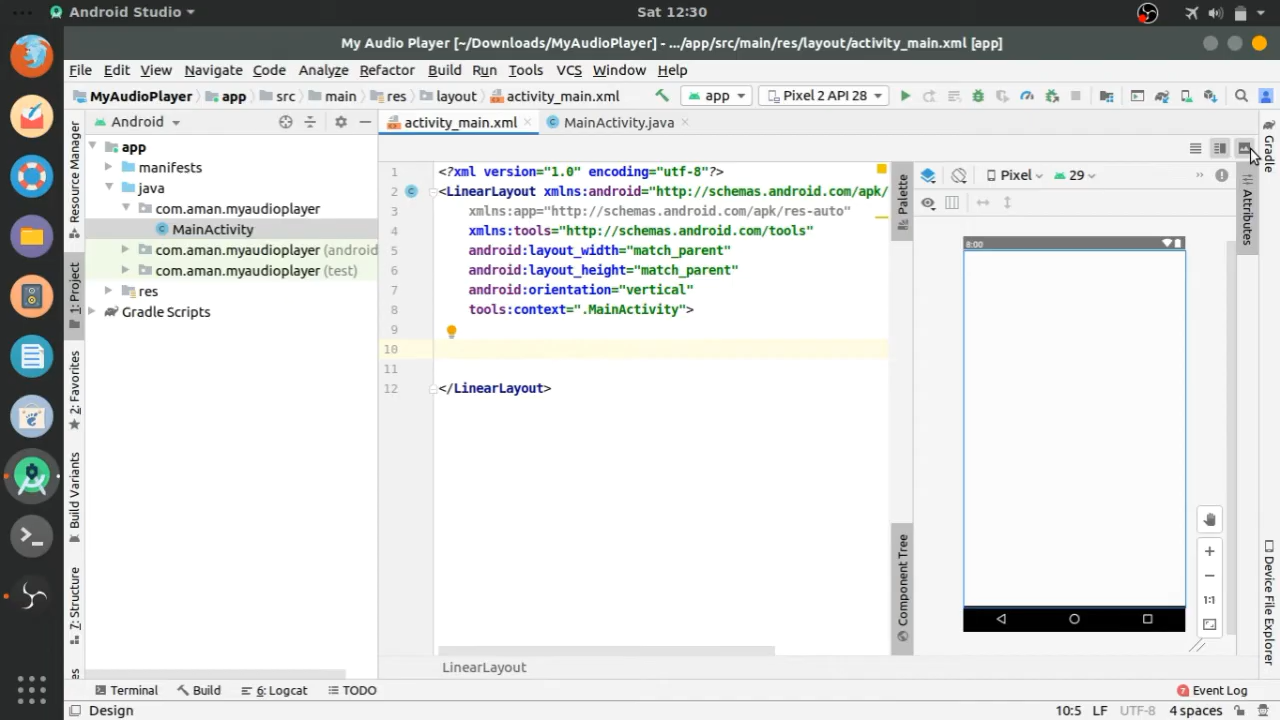 Android Studio
Sat 12:30
My Audio Player [~/Downloads/MyAudioPlayer] - .../app/src/main/res/layout/activity_main.xml [app]
File Edit View Navigate Code Analyze Refactor Build Run Tools VCS Window Help
MyAudioPlayer app src main res layout activity_main.xml app Pixel 2 API 28
Android
activity_main.xml MainActivity.java
Resource Manager
1: Project
2: Favorites
Build Variants
7: Structure
app
manifests
java
com.aman.myaudioplayer
MainActivity
com.aman.myaudioplayer (android
com.aman.myaudioplayer (test)
res
Gradle Scripts
1 <?xml version="1.0" encoding="utf-8"?>
2 <LinearLayout xmlns:android="http://schemas.android.com/apk/
3 xmlns:app="http://schemas.android.com/apk/res-auto"
4 xmlns:tools="http://schemas.android.com/tools"
5 android:layout_width="match_parent"
6 android:layout_height="match_parent"
7 android:orientation="vertical"
8 tools:context=".MainActivity">
9
10
11
12 </LinearLayout>
LinearLayout
Palette
Component Tree
Pixel 29
8:00
1:1
Attributes
Gradle
Device File Explorer
Terminal Build 6: Logcat TODO
7 Event Log
Design
10:5 LF UTF-8 4 spaces